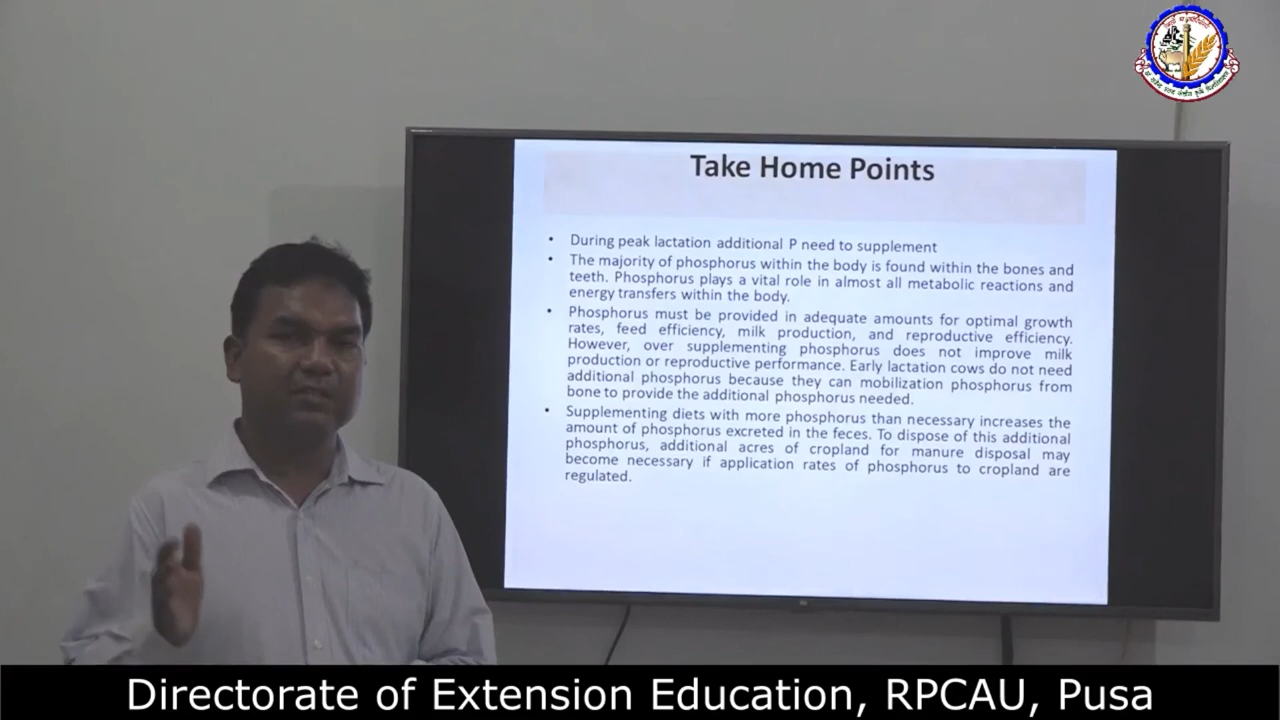 Take Home Points
• During peak lactation additional P need to supplement
• The majority of phosphorus within the body is found within the bones and
teeth. Phosphorus plays a vital role in almost all metabolic reactions and
energy transfers within the body.
• Phosphorus must be provided in adequate amounts for optimal growth
rates, feed efficiency, milk production, and reproductive efficiency.
However, over supplementing phosphorus does not improve milk
production or reproductive performance. Early lactation cows do not need
additional phosphorus because they can mobilization phosphorus from
bone to provide the additional phosphorus needed.
• Supplementing diets with more phosphorus than necessary increases the
amount of phosphorus excreted in the feces. To dispose of this additional
phosphorus, additional acres of cropland for manure disposal may
become necessary if application rates of phosphorus to cropland are
regulated.
Directorate of Extension Education, RPCAU, Pusa